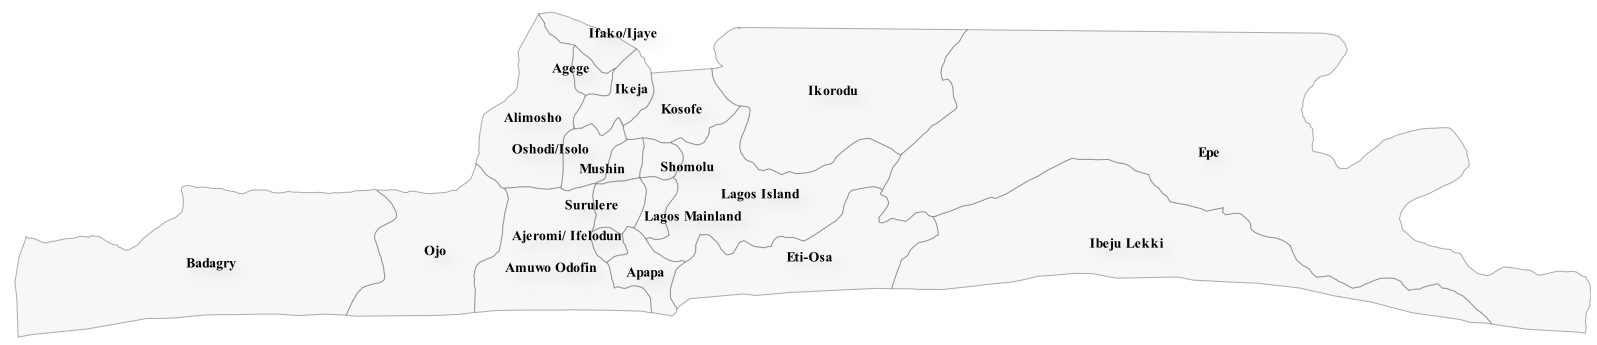 Ifako/Ijaye
Agege
Ikeja
Ikorodu
Kosofe
Alimosho
Oshodi/Isolo
Epe
Mushin
Shomolu
Lagos Island
Surulere
Lagos Mainland
Ajeromi/ Ifelodun
Ibeju Lekki
Ojo
Eti-Osa
Badagry
Amuwo Odofin
Apapa